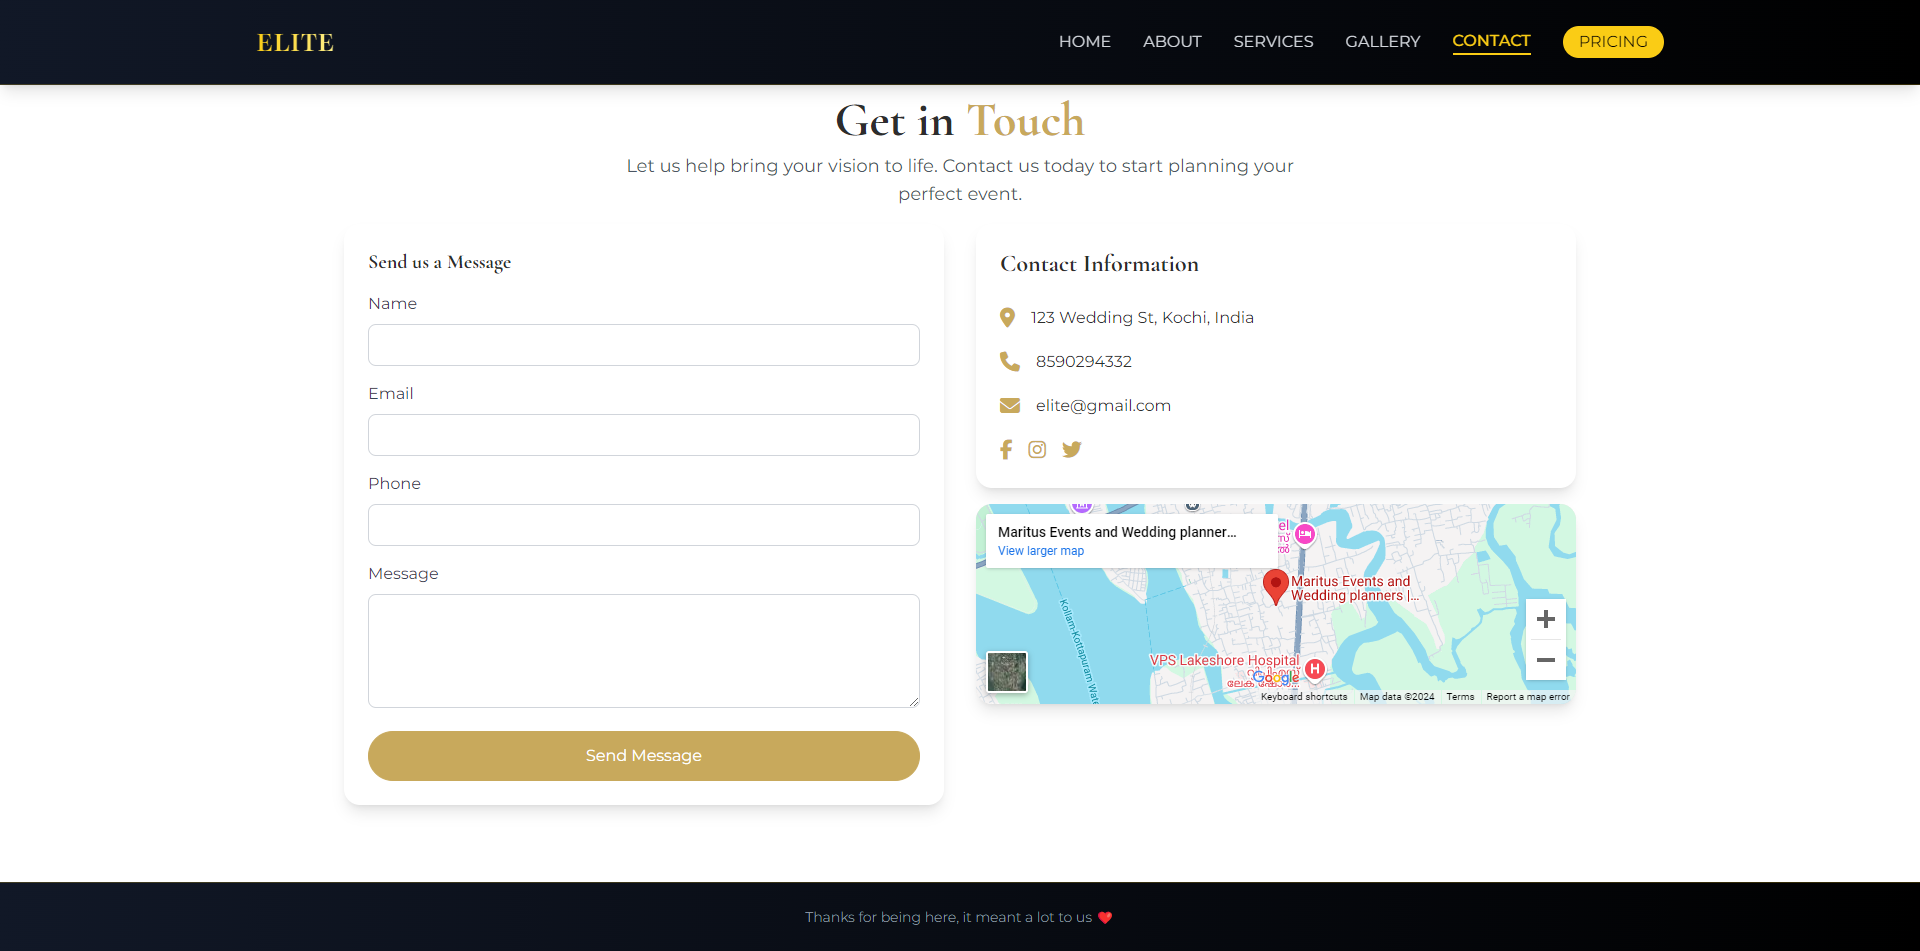 ELITE
HOME
ABOUT
SERVICES
GALLERY
CONTACT
PRICING
Get in Touch
Let us help bring your vision to life. Contact us today to start planning your
perfect event.
Send us a Message
Name
Email
Phone
Message
Send Message
Contact Information
123 Wedding St, Kochi, India
8590294332
elite@gmail.com
Maritus Events and Wedding planner...
View larger map
Maritus Events and
Wedding planners |...
Kollam-Kottapuram Wate
VPS Lakeshore Hospital
Google
Keyboard shortcuts
Map data ©2024
Terms
Report a map error
Thanks for being here, it meant a lot to us ❤️